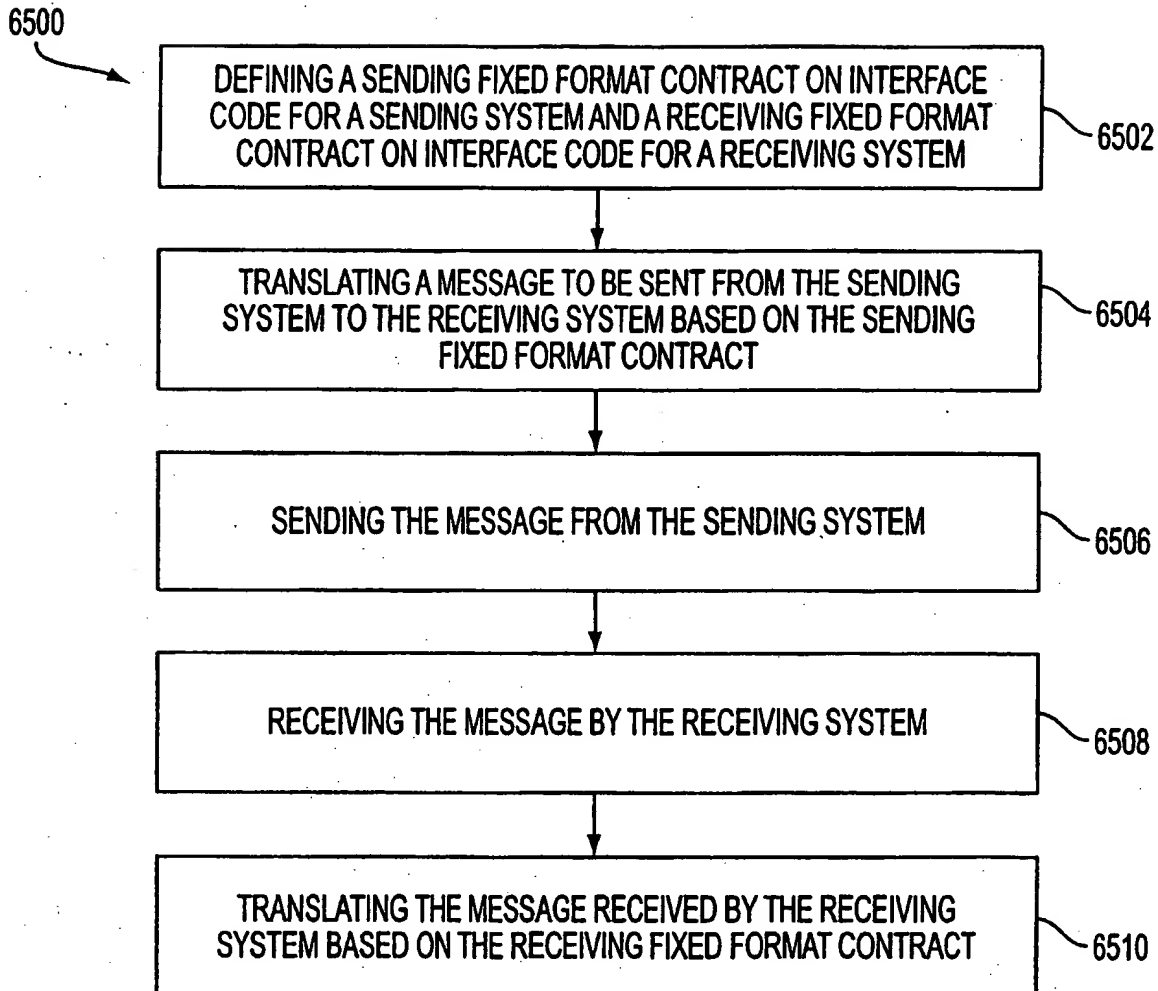 6500
DEFINING A SENDING FIXED FORMAT CONTRACT ON INTERFACE
CODE FOR A SENDING SYSTEM AND A RECEIVING FIXED FORMAT
CONTRACT ON INTERFACE CODE FOR A RECEIVING SYSTEM
6502
TRANSLATING A MESSAGE TO BE SENT FROM THE SENDING
SYSTEM TO THE RECEIVING SYSTEM BASED ON THE SENDING
FIXED FORMAT CONTRACT
6504
SENDING THE MESSAGE FROM THE SENDING SYSTEM
6506
RECEIVING THE MESSAGE BY THE RECEIVING SYSTEM
6508
TRANSLATING THE MESSAGE RECEIVED BY THE RECEIVING
SYSTEM BASED ON THE RECEIVING FIXED FORMAT CONTRACT
6510